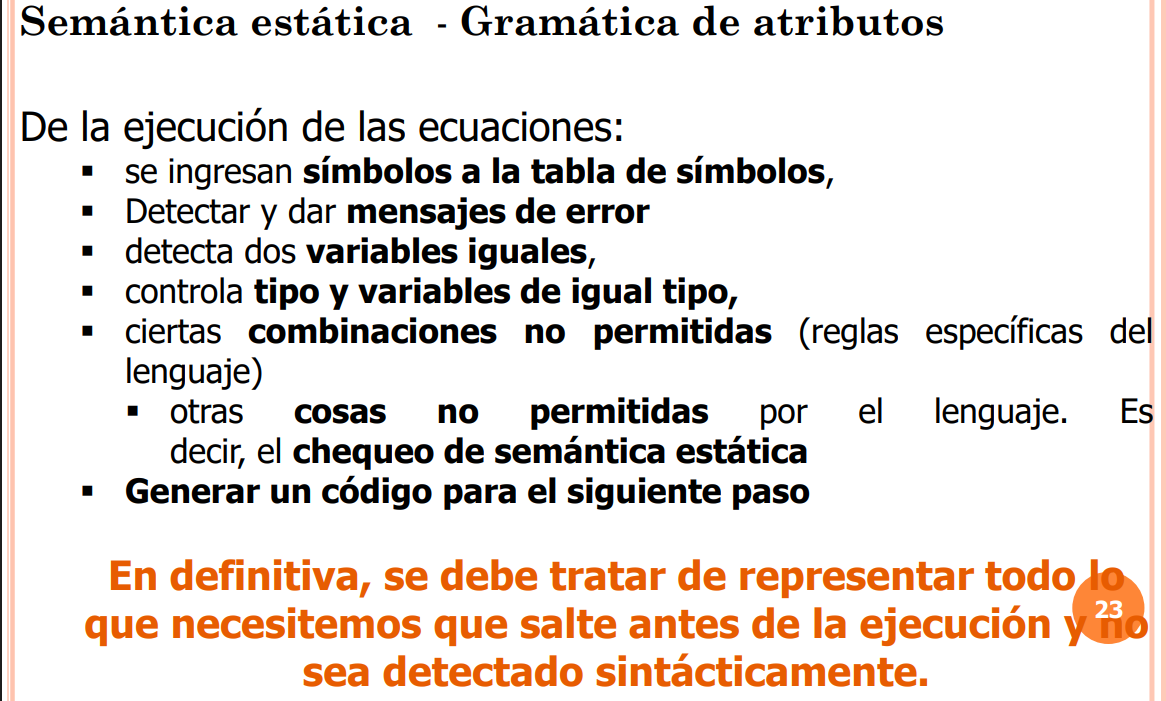 Semántica estática - Gramática de atributos
De la ejecución de las ecuaciones:
▪ se ingresan símbolos a la tabla de símbolos,
▪ Detectar y dar mensajes de error
▪ detecta dos variables iguales,
▪ controla tipo y variables de igual tipo,
▪ ciertas combinaciones no permitidas (reglas específicas del
lenguaje)
▪ otras cosas no permitidas por el lenguaje. Es
decir, el chequeo de semántica estática
▪ Generar un código para el siguiente paso
En definitiva, se debe tratar de representar todo lo
que necesitemos que salte antes de la ejecución y no
sea detectado sintácticamente.
23